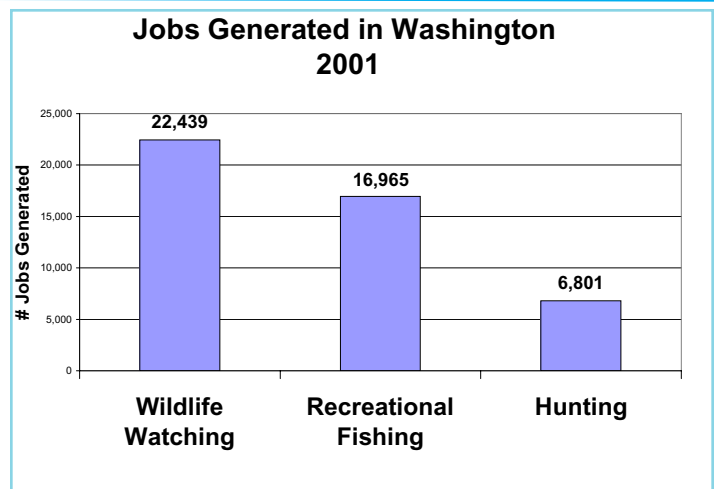 Jobs Generated in Washington
2001
# Jobs Generated
25,000
20,000
15,000
10,000
5,000
0
22,439
16,965
6,801
Wildlife
Watching
Recreational
Fishing
Hunting